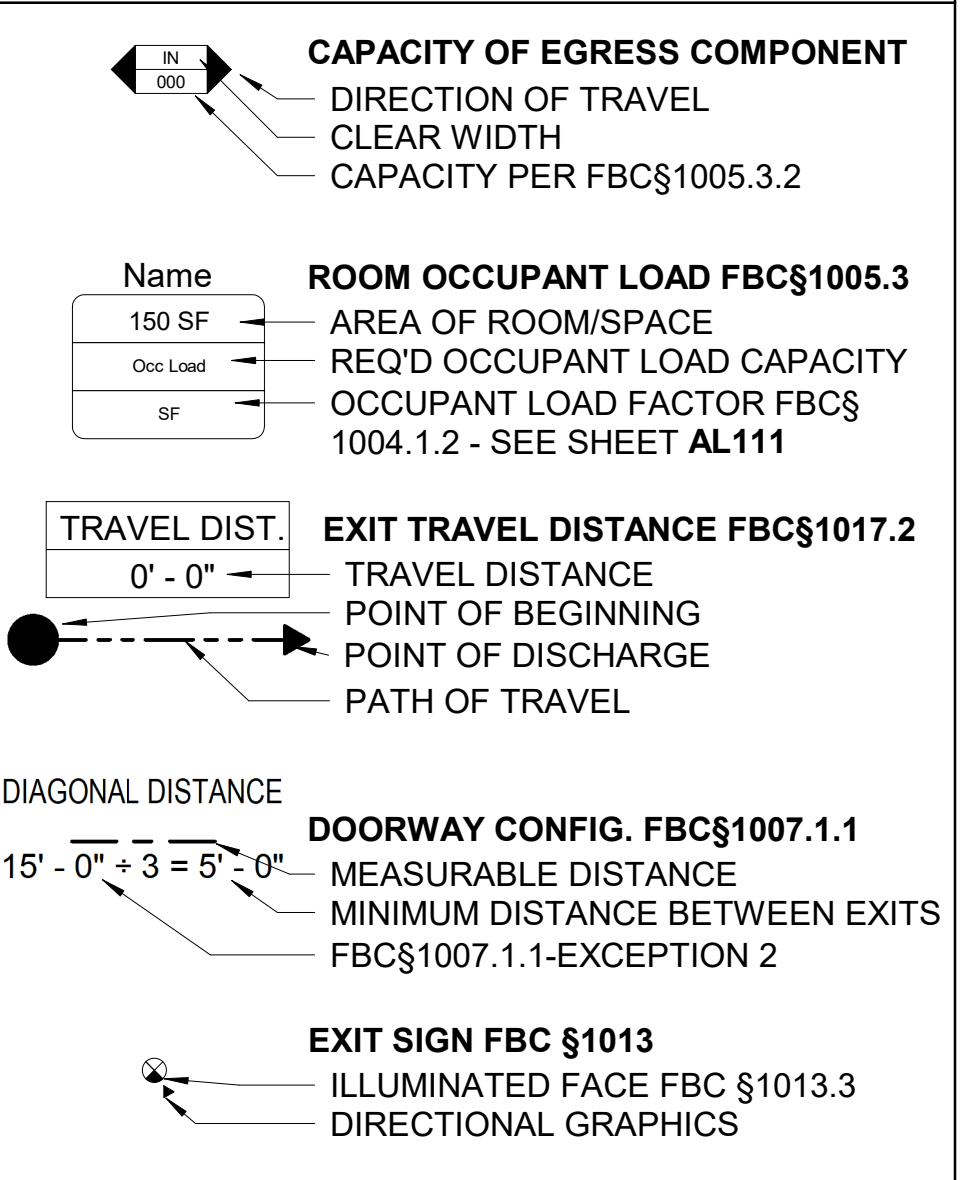 IN
000
CAPACITY OF EGRESS COMPONENT
DIRECTION OF TRAVEL
CLEAR WIDTH
CAPACITY PER FBC§1005.3.2
Name
150 SF
Occ Load
SF
ROOM OCCUPANT LOAD FBC§1005.3
AREA OF ROOM/SPACE
REQ'D OCCUPANT LOAD CAPACITY
OCCUPANT LOAD FACTOR FBC§
1004.1.2 - SEE SHEET AL111
TRAVEL DIST.
0' - 0"
EXIT TRAVEL DISTANCE FBC§1017.2
TRAVEL DISTANCE
POINT OF BEGINNING
POINT OF DISCHARGE
PATH OF TRAVEL
DIAGONAL DISTANCE
15' - 0" ÷ 3 = 5' - 0"
DOORWAY CONFIG. FBC§1007.1.1
MEASURABLE DISTANCE
MINIMUM DISTANCE BETWEEN EXITS
FBC§1007.1.1-EXCEPTION 2
EXIT SIGN FBC §1013
ILLUMINATED FACE FBC §1013.3
DIRECTIONAL GRAPHICS